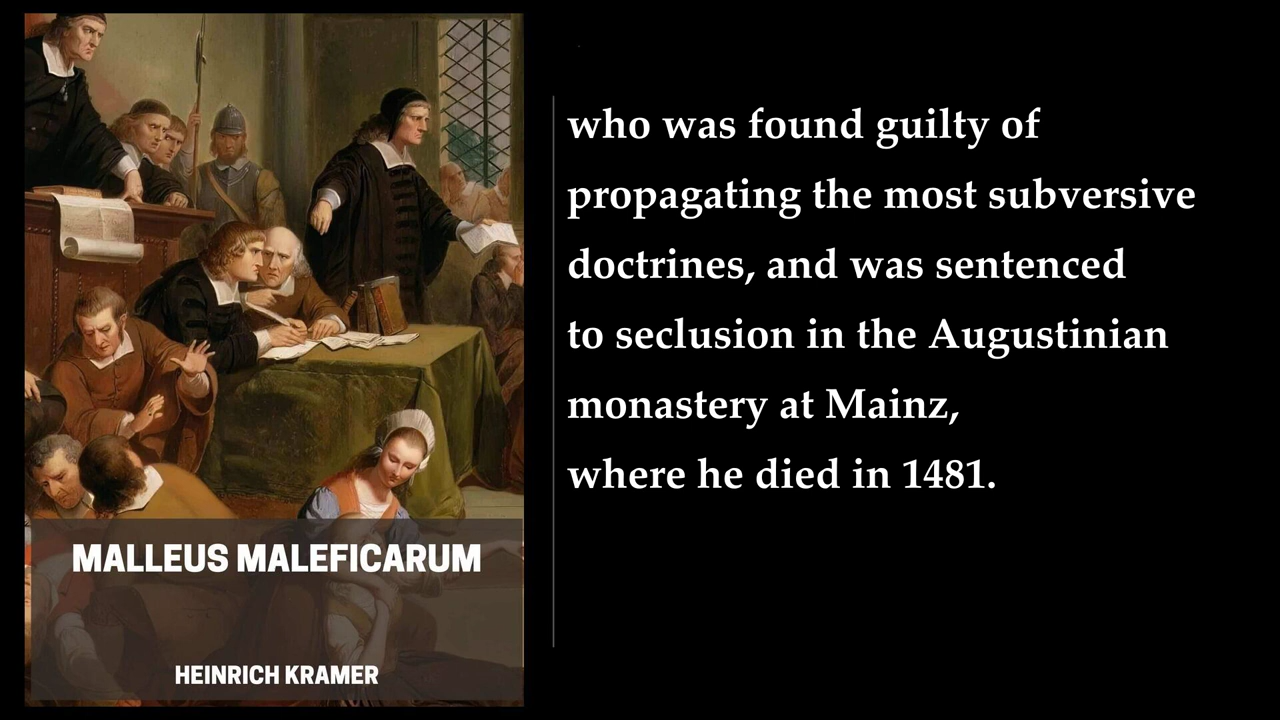 MALLEUS MALEFICARUM
HEINRICH KRAMER
who was found guilty of
propagating the most subversive
doctrines, and was sentenced
to seclusion in the Augustinian
monastery at Mainz,
where he died in 1481.